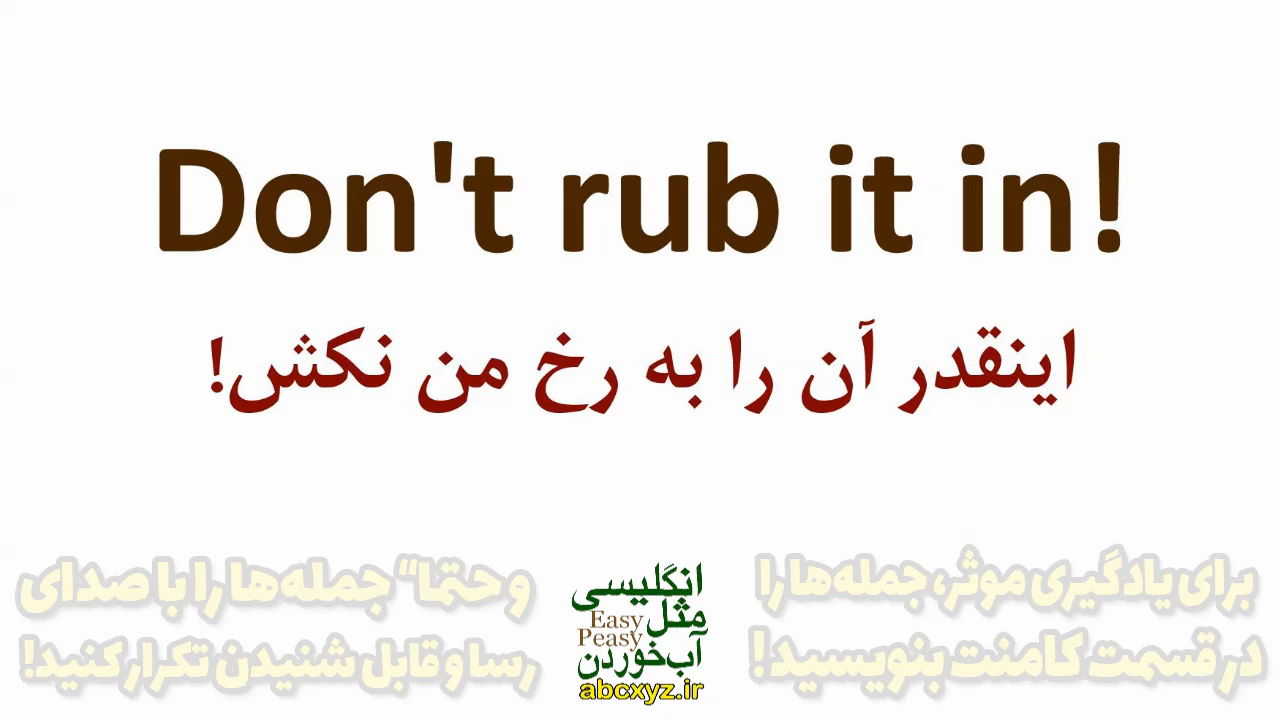 Don't rub it in!
اینقدر آن را به رخ من نکش!
برای یادگیری موثر، جمله‌ها را
در قسمت کامنت بنویسید!
انگلیسی
مثل
Easy
Peasy
آب خوردن
abcxyz.ir
و حتما" جمله‌ها را با صدای
رسا و قابل شنیدن تکرار کنید!